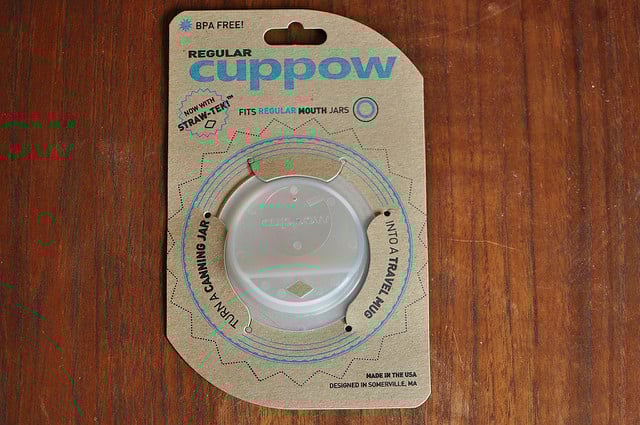 BPA FREE!
REGULAR
cuppow
NOW WITH
STRAW-TEK!™
FITS REGULAR MOUTH JARS
cuppow
TURN A CANNING JAR
INTO A TRAVEL MUG
MADE IN THE USA
DESIGNED IN SOMERVILLE, MA